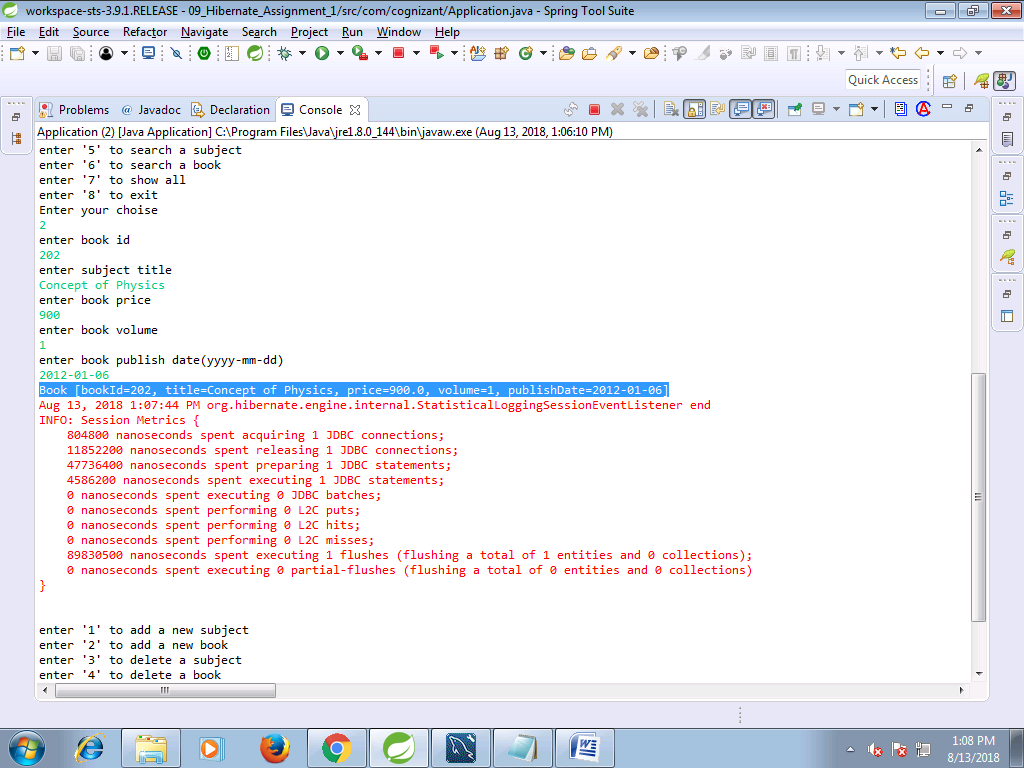 workspace-sts-3.9.1.RELEASE - 09_Hibernate_Assignment_1/src/com/cognizant/Application.java - Spring Tool Suite
File Edit Source Refactor Navigate Search Project Run Window Help
Quick Access
Problems @ Javadoc Declaration Console
Application (2) [Java Application] C:\Program Files\Java\jre1.8.0_144\bin\javaw.exe (Aug 13, 2018, 1:06:10 PM)
enter '5' to search a subject
enter '6' to search a book
enter '7' to show all
enter '8' to exit
Enter your choise
2
enter book id
202
enter subject title
Concept of Physics
enter book price
900
enter book volume
1
enter book publish date(yyyy-mm-dd)
2012-01-06
Book [bookId=202, title=Concept of Physics, price=900.0, volume=1, publishDate=2012-01-06]
Aug 13, 2018 1:07:44 PM org.hibernate.engine.internal.StatisticalLoggingSessionEventListener end
INFO: Session Metrics {
804800 nanoseconds spent acquiring 1 JDBC connections;
11852200 nanoseconds spent releasing 1 JDBC connections;
47736400 nanoseconds spent preparing 1 JDBC statements;
4586200 nanoseconds spent executing 1 JDBC statements;
0 nanoseconds spent executing 0 JDBC batches;
0 nanoseconds spent performing 0 L2C puts;
0 nanoseconds spent performing 0 L2C hits;
0 nanoseconds spent performing 0 L2C misses;
89830500 nanoseconds spent executing 1 flushes (flushing a total of 1 entities and 0 collections);
0 nanoseconds spent executing 0 partial-flushes (flushing a total of 0 entities and 0 collections)
}
enter '1' to add a new subject
enter '2' to add a new book
enter '3' to delete a subject
enter '4' to delete a book
1:08 PM
8/13/2018